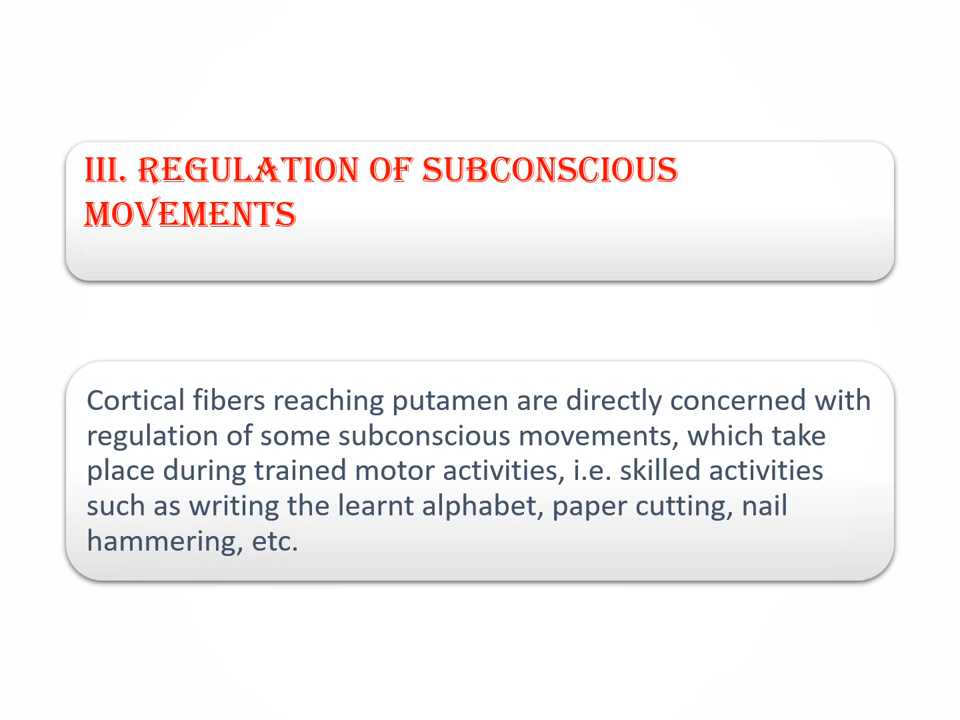 III. REGULATION OF SUBCONSCIOUS
MOVEMENTS
Cortical fibers reaching putamen are directly concerned with
regulation of some subconscious movements, which take
place during trained motor activities, i.e. skilled activities
such as writing the learnt alphabet, paper cutting, nail
hammering, etc.